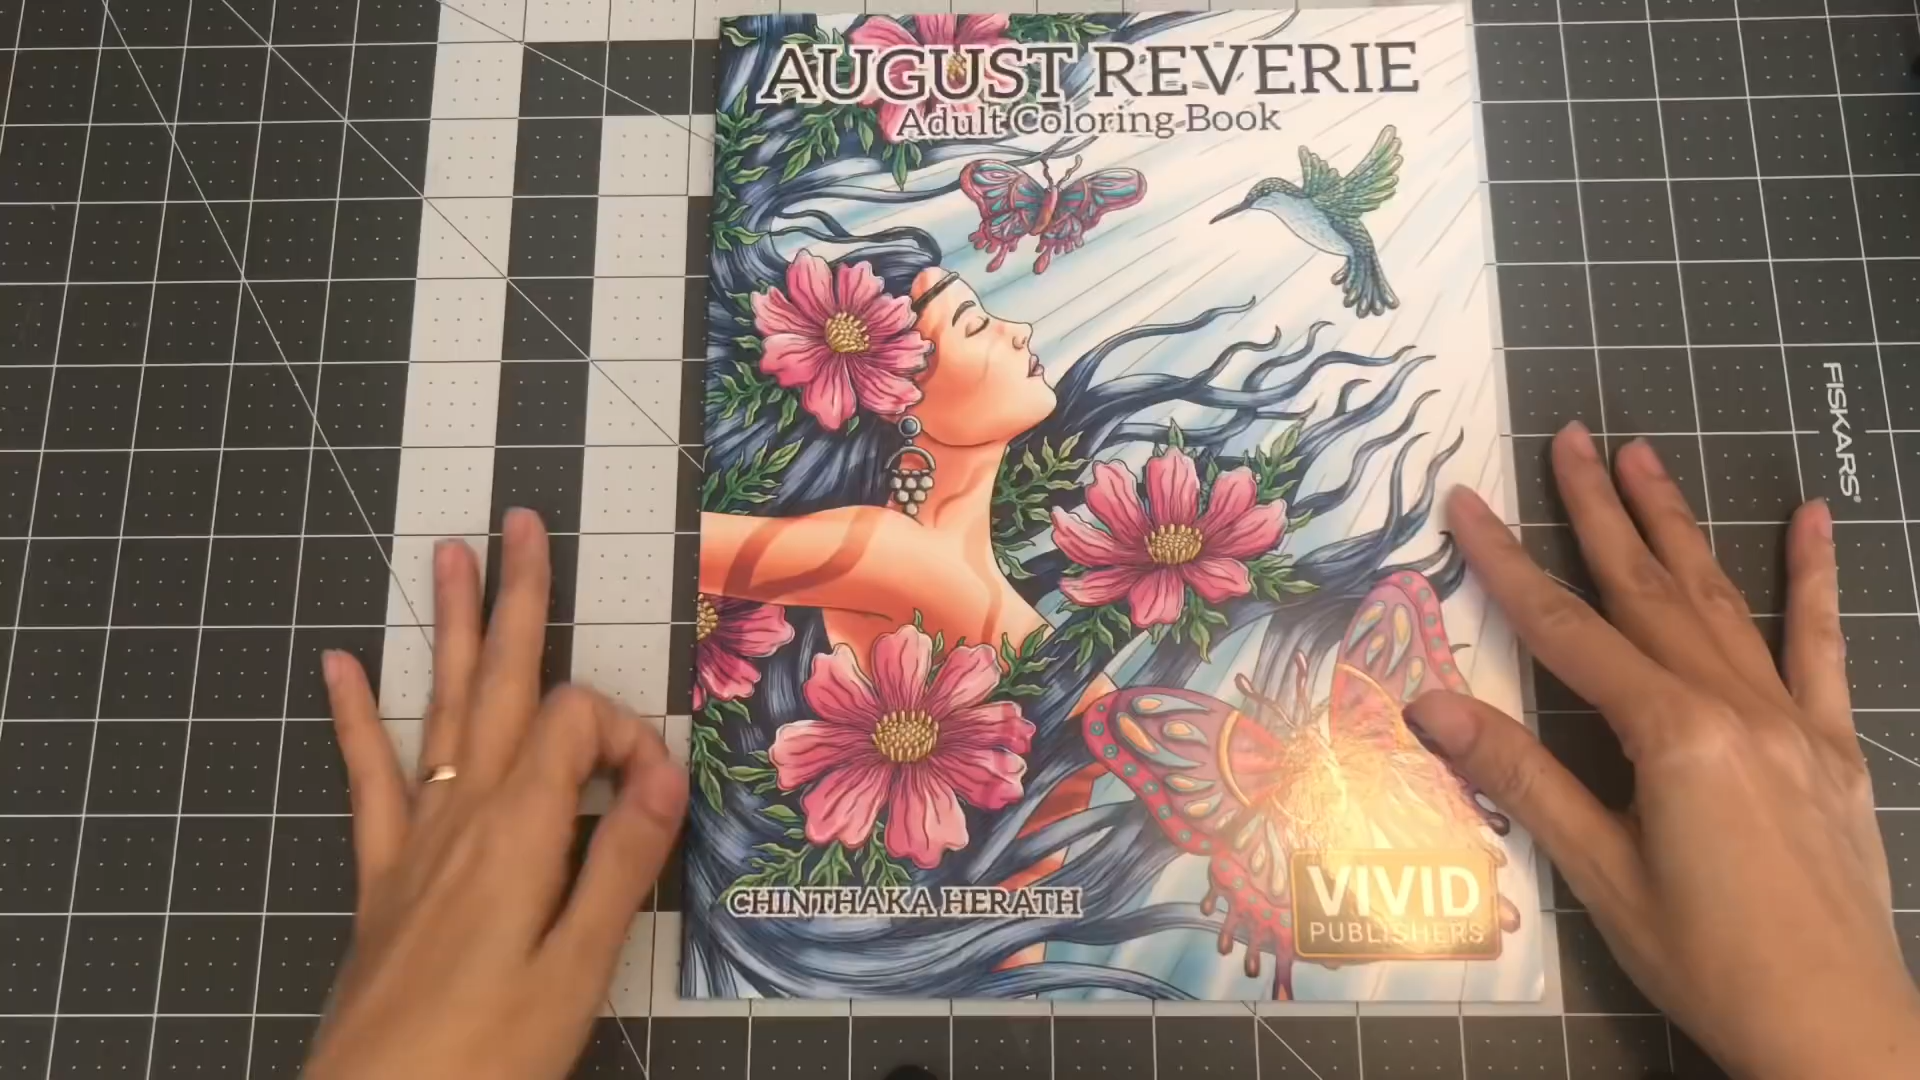 AUGUST REVERIE
Adult Coloring Book
FISKARS®
CHINTHAKA HERATH
VIVID
PUBLISHERS